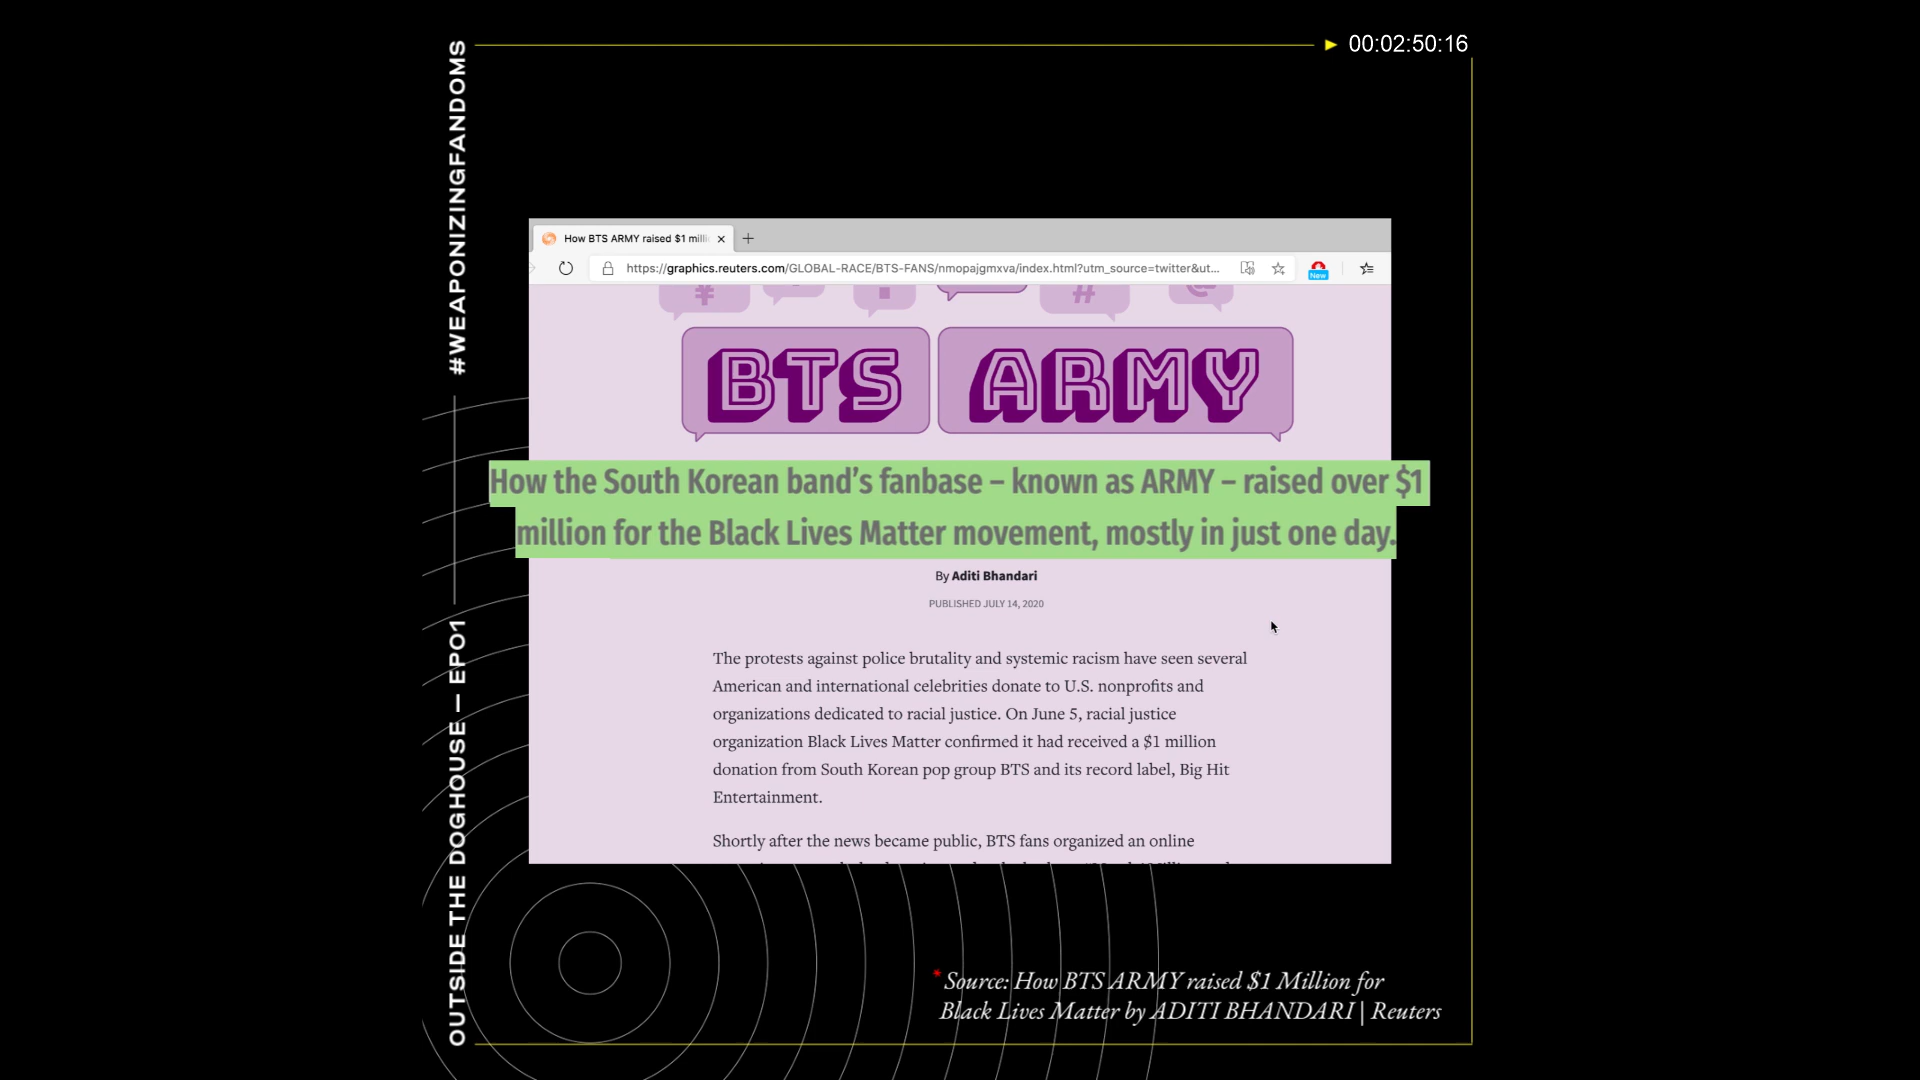 00:02:50:16
#WEAPONIZINGFANDOMS
OUTSIDE THE DOGHOUSE — EP01
How BTS ARMY raised $1 milli
https://graphics.reuters.com/GLOBAL-RACE/BTS-FANS/nmopajgmxva/index.html?utm_source=twitter&ut...
New
BTS ARMY
How the South Korean band’s fanbase – known as ARMY – raised over $1
million for the Black Lives Matter movement, mostly in just one day.
By Aditi Bhandari
PUBLISHED JULY 14, 2020
The protests against police brutality and systemic racism have seen several
American and international celebrities donate to U.S. nonprofits and
organizations dedicated to racial justice. On June 5, racial justice
organization Black Lives Matter confirmed it had received a $1 million
donation from South Korean pop group BTS and its record label, Big Hit
Entertainment.
Shortly after the news became public, BTS fans organized an online
* Source: How BTS ARMY raised $1 Million for
Black Lives Matter by ADITI BHANDARI | Reuters